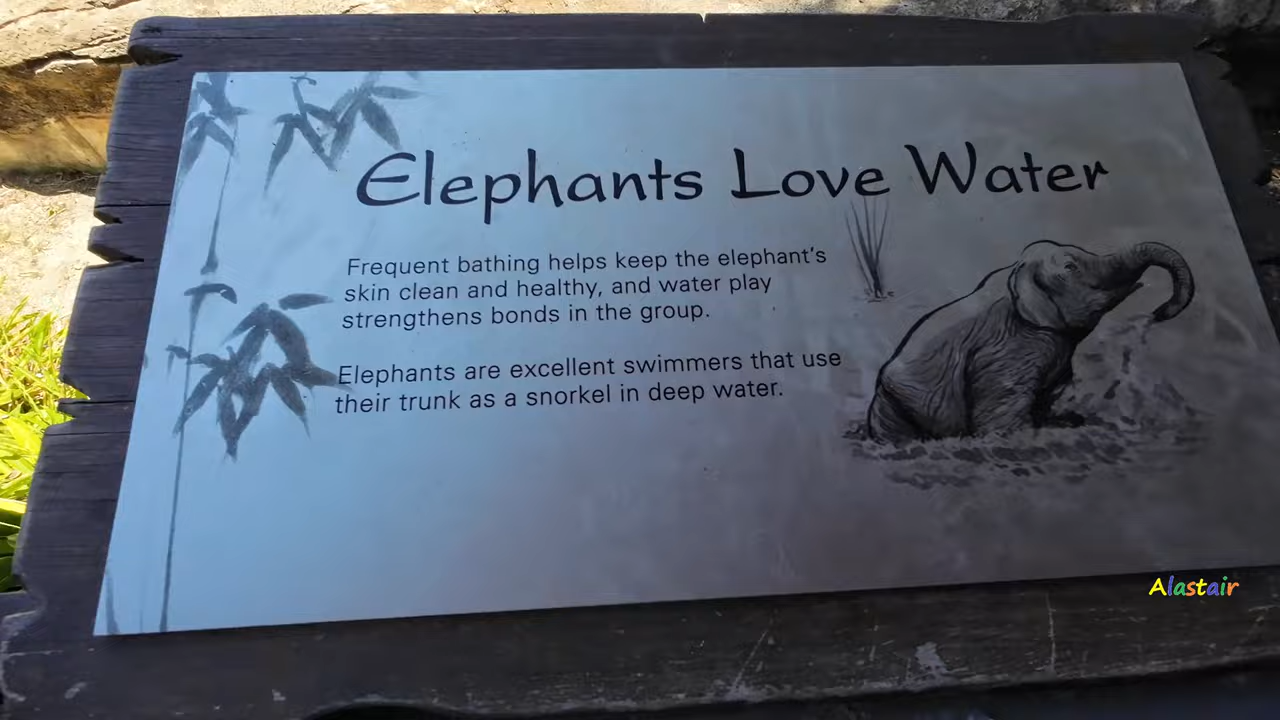 Elephants Love Water
Frequent bathing helps keep the elephant's
skin clean and healthy, and water play
strengthens bonds in the group.
Elephants are excellent swimmers that use
their trunk as a snorkel in deep water.
Alastair